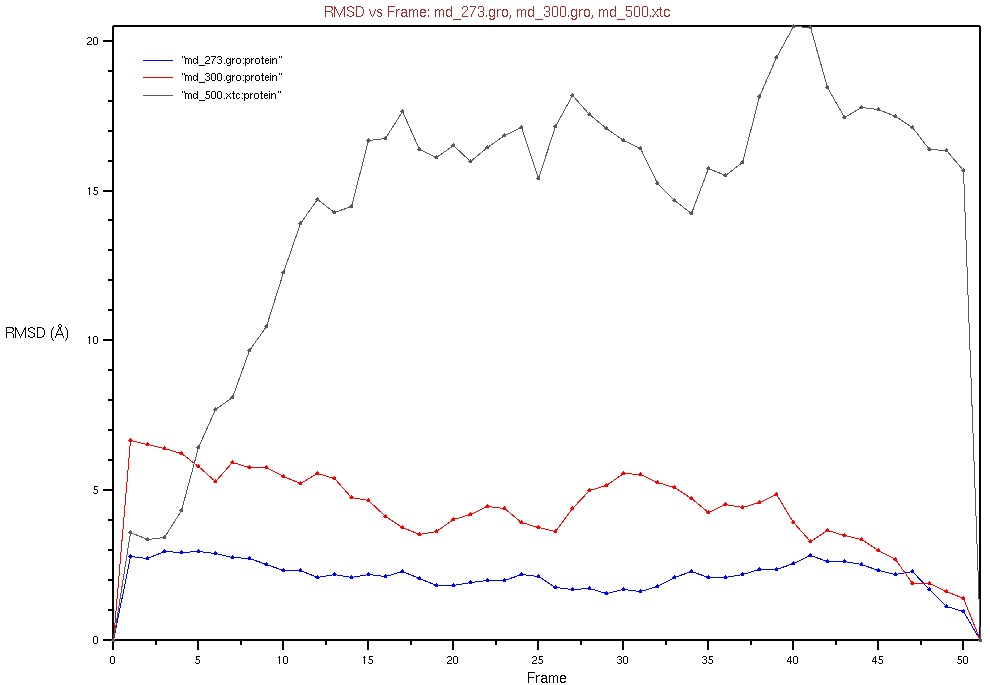 RMSD vs Frame: md_273.gro, md_300.gro, md_500.xtc
"md_273.gro:protein"
"md_300.gro:protein"
"md_500.xtc:protein"
20
15
RMSD (Å)
10
5
0
0 5 10 15 20 25 30 35 40 45 50
Frame